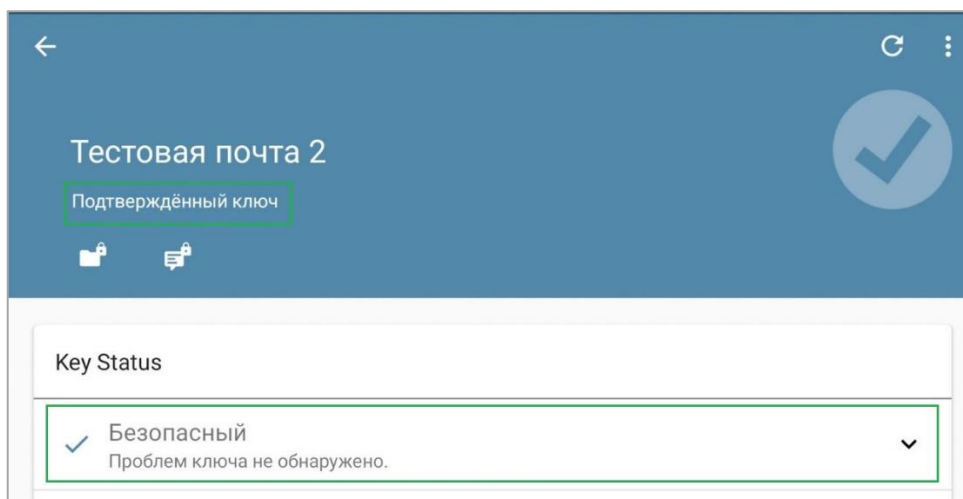 Тестовая почта 2
Подтверждённый ключ
Key Status
Безопасный
Проблем ключа не обнаружено.